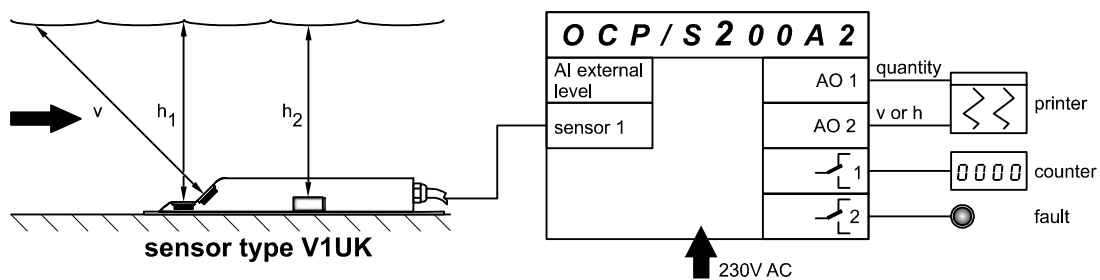 OCP/S200A2
AI external
level
sensor 1
AO 1
AO 2
1
2
quantity
v or h
printer
0000
counter
fault
230V AC
v
h1
h2
sensor type V1UK